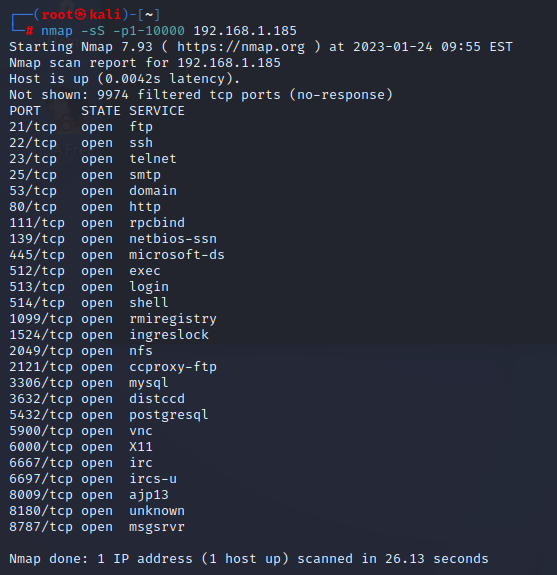 ┌──(root㉿kali)-[~]
└─# nmap -sS -p1-10000 192.168.1.185
Starting Nmap 7.93 ( https://nmap.org ) at 2023-01-24 09:55 EST
Nmap scan report for 192.168.1.185
Host is up (0.0042s latency).
Not shown: 9974 filtered tcp ports (no-response)
PORT     STATE SERVICE
21/tcp   open  ftp
22/tcp   open  ssh
23/tcp   open  telnet
25/tcp   open  smtp
53/tcp   open  domain
80/tcp   open  http
111/tcp  open  rpcbind
139/tcp  open  netbios-ssn
445/tcp  open  microsoft-ds
512/tcp  open  exec
513/tcp  open  login
514/tcp  open  shell
1099/tcp open  rmiregistry
1524/tcp open  ingreslock
2049/tcp open  nfs
2121/tcp open  ccproxy-ftp
3306/tcp open  mysql
3632/tcp open  distccd
5432/tcp open  postgresql
5900/tcp open  vnc
6000/tcp open  X11
6667/tcp open  irc
6697/tcp open  ircs-u
8009/tcp open  ajp13
8180/tcp open  unknown
8787/tcp open  msgsrvr
Nmap done: 1 IP address (1 host up) scanned in 26.13 seconds